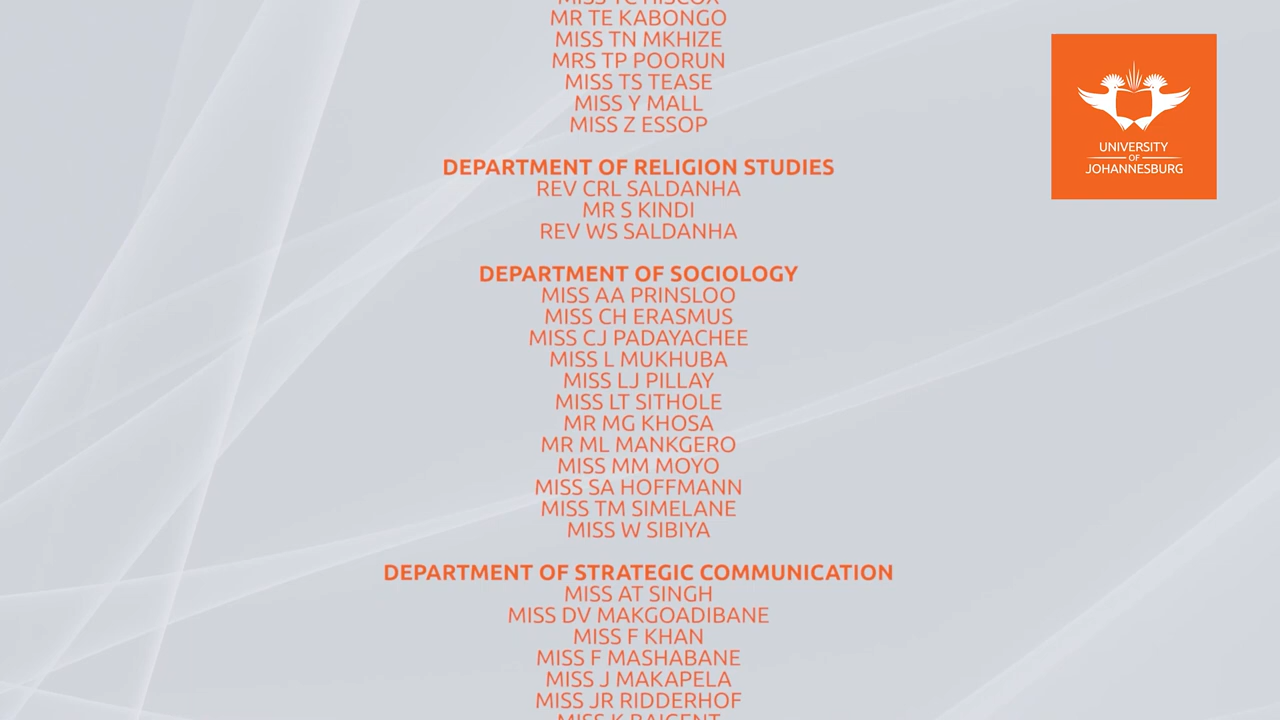 MR TE KABONGO
MISS TN MKHIZE
MRS TP POORUN
MISS TS TEASE
MISS Y MALL
MISS Z ESSOP
DEPARTMENT OF RELIGION STUDIES
REV CRL SALDANHA
MR S KINDI
REV WS SALDANHA
DEPARTMENT OF SOCIOLOGY
MISS AA PRINSLOO
MISS CH ERASMUS
MISS CJ PADAYACHEE
MISS L MUKHUBA
MISS LJ PILLAY
MISS LT SITHOLE
MR MG KHOSA
MR ML MANKGERO
MISS MM MOYO
MISS SA HOFFMANN
MISS TM SIMELANE
MISS W SIBIYA
DEPARTMENT OF STRATEGIC COMMUNICATION
MISS AT SINGH
MISS DV MAKGOADIBANE
MISS F KHAN
MISS F MASHABANE
MISS J MAKAPELA
MISS JR RIDDERHOF
UNIVERSITY
OF
JOHANNESBURG